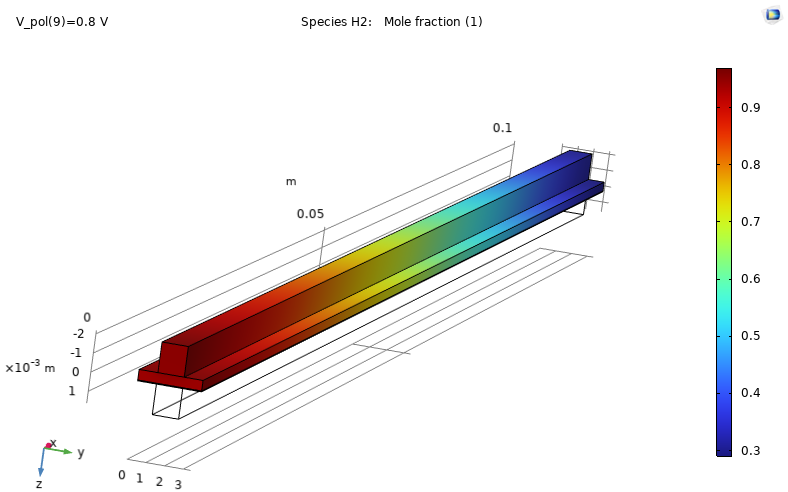 V_pol(9)=0.8 V
Species H2: Mole fraction (1)
0.1
m
0.05
0
-2
-1
0
1
×10⁻³ m
0 1 2 3
x
y
z
0.9
0.8
0.7
0.6
0.5
0.4
0.3